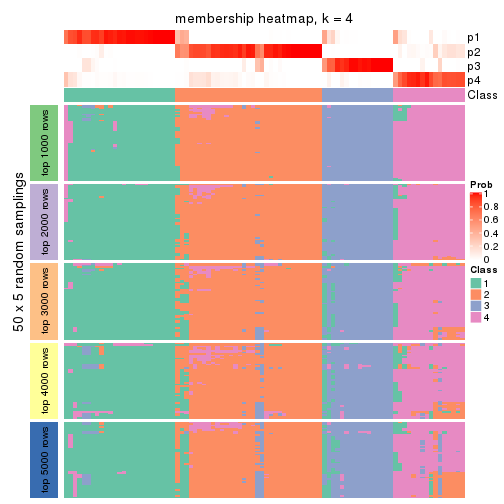 membership heatmap, k = 4
p1
p2
p3
p4
Class
50 x 5 random samplings
top 1000 rows
top 2000 rows
top 3000 rows
top 4000 rows
top 5000 rows
Prob
1
0.8
0.6
0.4
0.2
0
Class
1
2
3
4